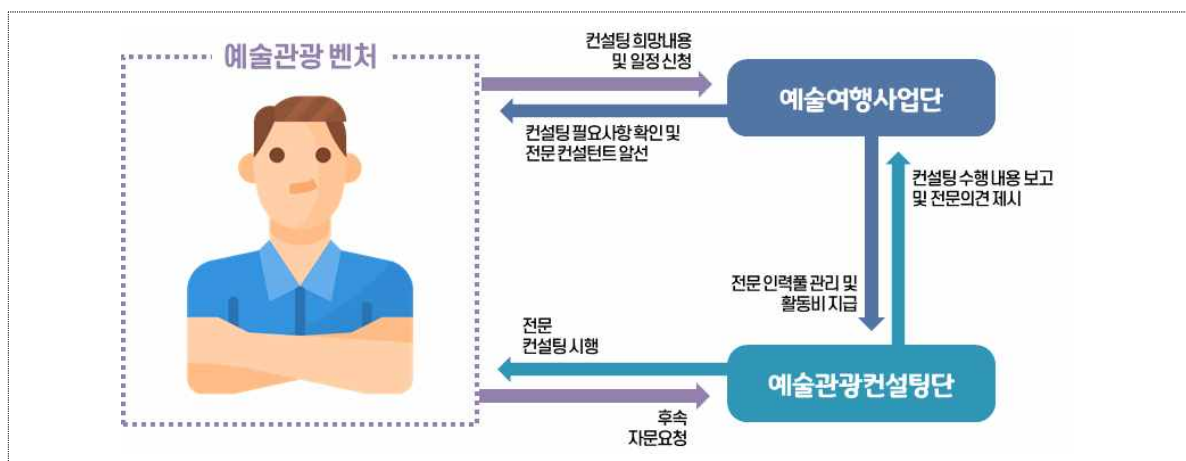 예술관광 벤처
컨설팅 희망내용
및 일정 신청
예술여행사업단
컨설팅 필요사항 확인 및
전문 컨설턴트 알선
컨설팅 수행 내용 보고
및 전문의견 제시
전문 인력풀 관리 및
활동비 지급
전문
컨설팅 시행
예술관광컨설팅단
후속
자문요청